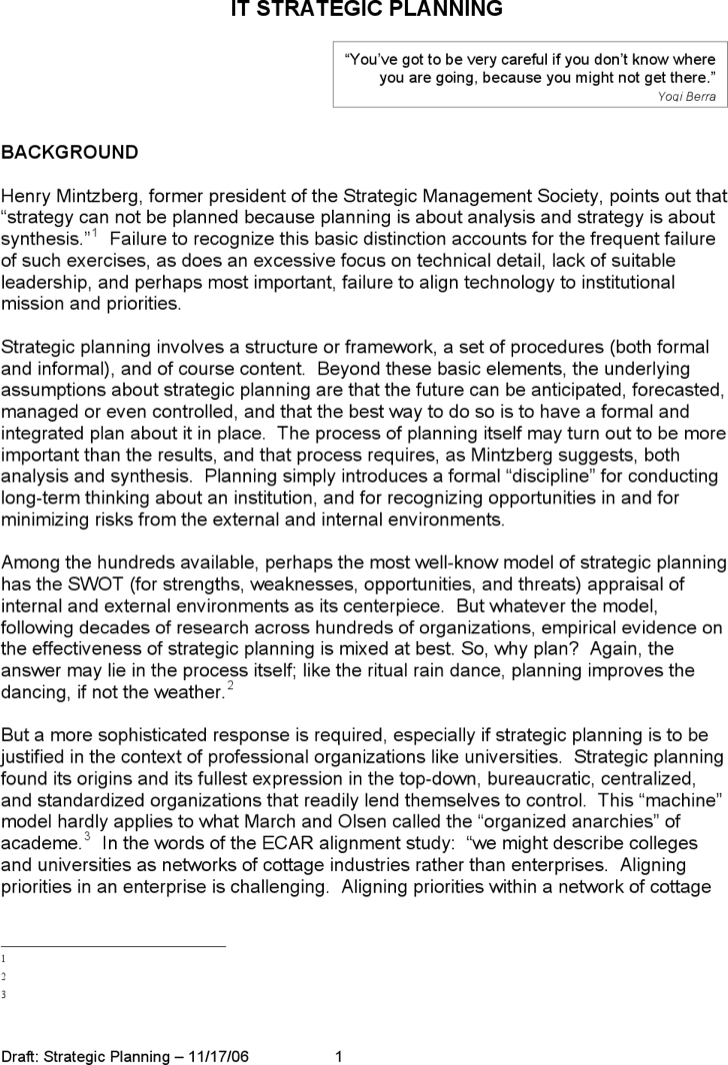 IT STRATEGIC PLANNING
“You’ve got to be very careful if you don’t know where
you are going, because you might not get there.”
Yogi Berra
BACKGROUND
Henry Mintzberg, former president of the Strategic Management Society, points out that
“strategy can not be planned because planning is about analysis and strategy is about
synthesis.”1  Failure to recognize this basic distinction accounts for the frequent failure
of such exercises, as does an excessive focus on technical detail, lack of suitable
leadership, and perhaps most important, failure to align technology to institutional
mission and priorities.
Strategic planning involves a structure or framework, a set of procedures (both formal
and informal), and of course content.  Beyond these basic elements, the underlying
assumptions about strategic planning are that the future can be anticipated, forecasted,
managed or even controlled, and that the best way to do so is to have a formal and
integrated plan about it in place.  The process of planning itself may turn out to be more
important than the results, and that process requires, as Mintzberg suggests, both
analysis and synthesis.  Planning simply introduces a formal “discipline” for conducting
long-term thinking about an institution, and for recognizing opportunities in and for
minimizing risks from the external and internal environments.
Among the hundreds available, perhaps the most well-know model of strategic planning
has the SWOT (for strengths, weaknesses, opportunities, and threats) appraisal of
internal and external environments as its centerpiece.  But whatever the model,
following decades of research across hundreds of organizations, empirical evidence on
the effectiveness of strategic planning is mixed at best. So, why plan?  Again, the
answer may lie in the process itself; like the ritual rain dance, planning improves the
dancing, if not the weather.2
But a more sophisticated response is required, especially if strategic planning is to be
justified in the context of professional organizations like universities.  Strategic planning
found its origins and its fullest expression in the top-down, bureaucratic, centralized,
and standardized organizations that readily lend themselves to control.  This “machine”
model hardly applies to what March and Olsen called the “organized anarchies” of
academe.3  In the words of the ECAR alignment study:  “we might describe colleges
and universities as networks of cottage industries rather than enterprises.  Aligning
priorities in an enterprise is challenging.  Aligning priorities within a network of cottage
1
2
3
Draft: Strategic Planning – 11/17/06 1